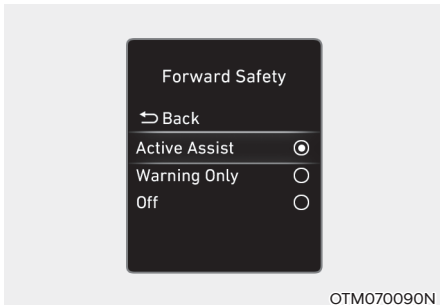 Forward Safety
Back
Active Assist
Warning Only
Off
OTM070090N